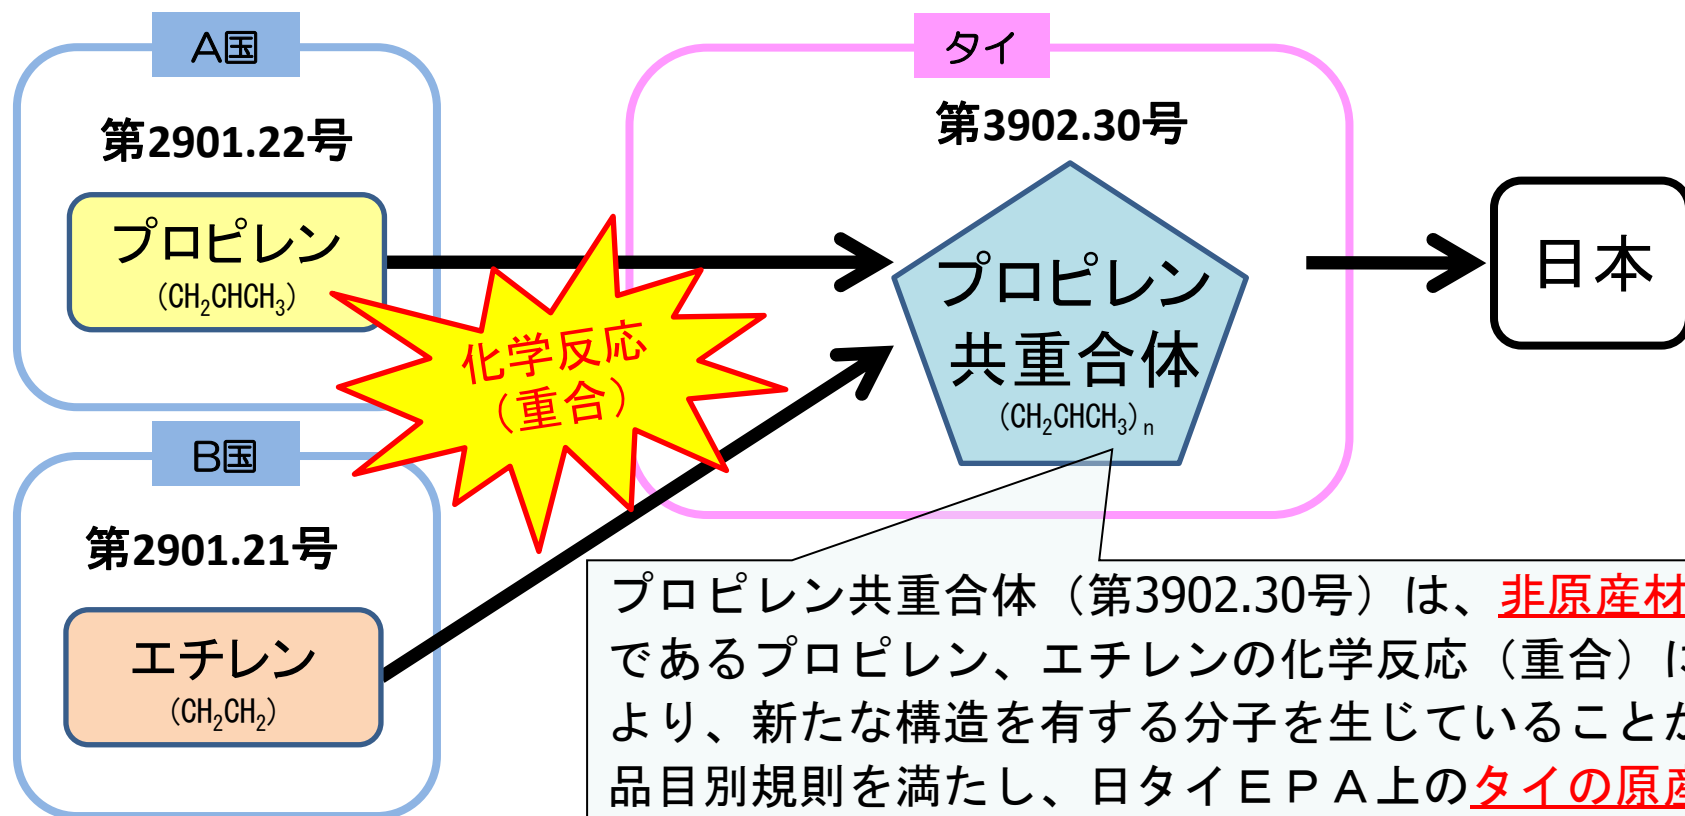 A国
第2901.22号
プロピレン
(CH₂CHCH₃)
B国
第2901.21号
エチレン
(CH₂CH₂)
化学反応
（重合）
タイ
第3902.30号
プロピレン
共重合体
(CH₂CHCH₃)ₙ
日本
プロピレン共重合体（第3902.30号）は、非原産材
であるプロピレン、エチレンの化学反応（重合）に
より、新たな構造を有する分子を生じていることか
品目別規則を満たし、日タイＥＰＡ上のタイの原産